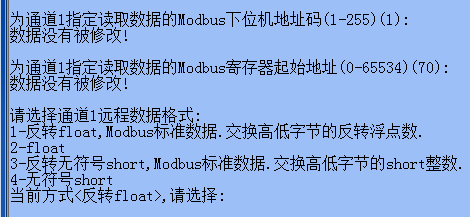 为通道1指定读取数据的Modbus下位机地址码(1-255)(1):
数据没有被修改!
为通道1指定读取数据的Modbus寄存器起始地址(0-65534)(70):
数据没有被修改!
请选择通道1远程数据格式:
1-反转float,Modbus标准数据.交换高低字节的反转浮点数.
2-float
3-反转无符号short,Modbus标准数据.交换高低字节的short整数.
4-无符号short
当前方式<反转float>,请选择: